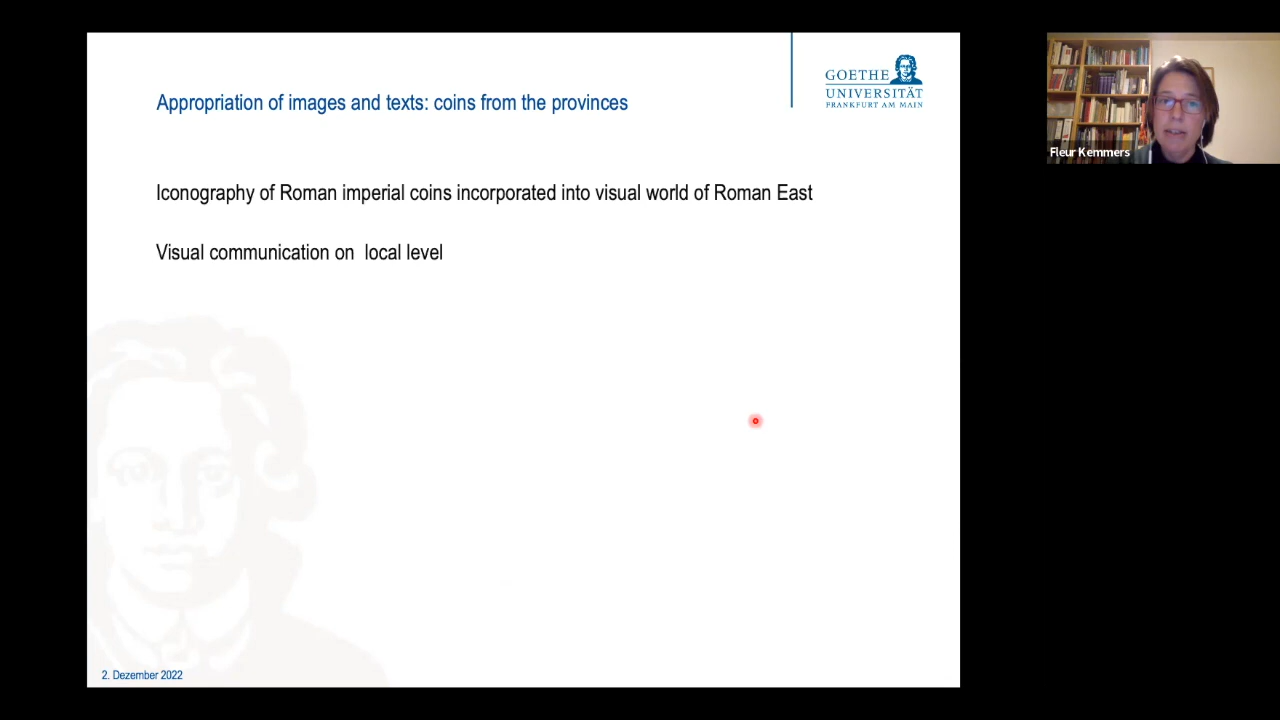 Appropriation of images and texts: coins from the provinces
GOETHE
UNIVERSITÄT
FRANKFURT AM MAIN
Iconography of Roman imperial coins incorporated into visual world of Roman East
Visual communication on  local level
2. Dezember 2022
Fleur Kemmers